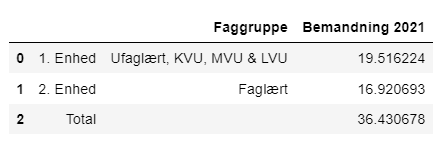 Faggruppe Bemandning 2021
0 1. Enhed Ufaglært, KVU, MVU & LVU 19.516224
1 2. Enhed Faglært 16.920693
2 Total 36.430678